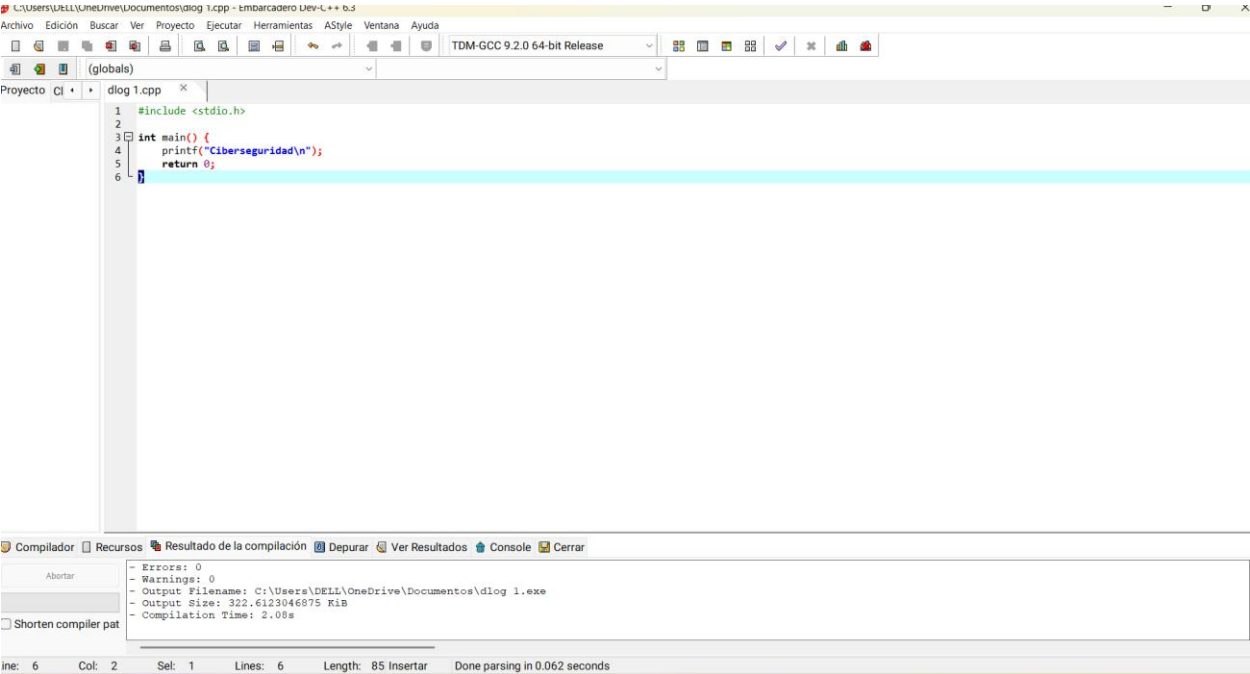 C:\Users\DELL\OneDrive\Documentos\dlog 1.cpp - Embarcadero Dev-C++ 6.3
Archivo Edición Buscar Ver Proyecto Ejecutar Herramientas AStyle Ventana Ayuda
TDM-GCC 9.2.0 64-bit Release
(globals)
Proyecto Cl dlog 1.cpp
1 #include <stdio.h>
2
3 int main() {
4 printf("Ciberseguridad\n");
5 return 0;
6 }
Compilador Recursos Resultado de la compilación Depurar Ver Resultados Console Cerrar
Abortar
Shorten compiler pat
- Errors: 0
- Warnings: 0
- Output Filename: C:\Users\DELL\OneDrive\Documentos\dlog 1.exe
- Output Size: 322.6123046875 KiB
- Compilation Time: 2.08s
ine: 6 Col: 2 Sel: 1 Lines: 6 Length: 85 Insertar Done parsing in 0.062 seconds